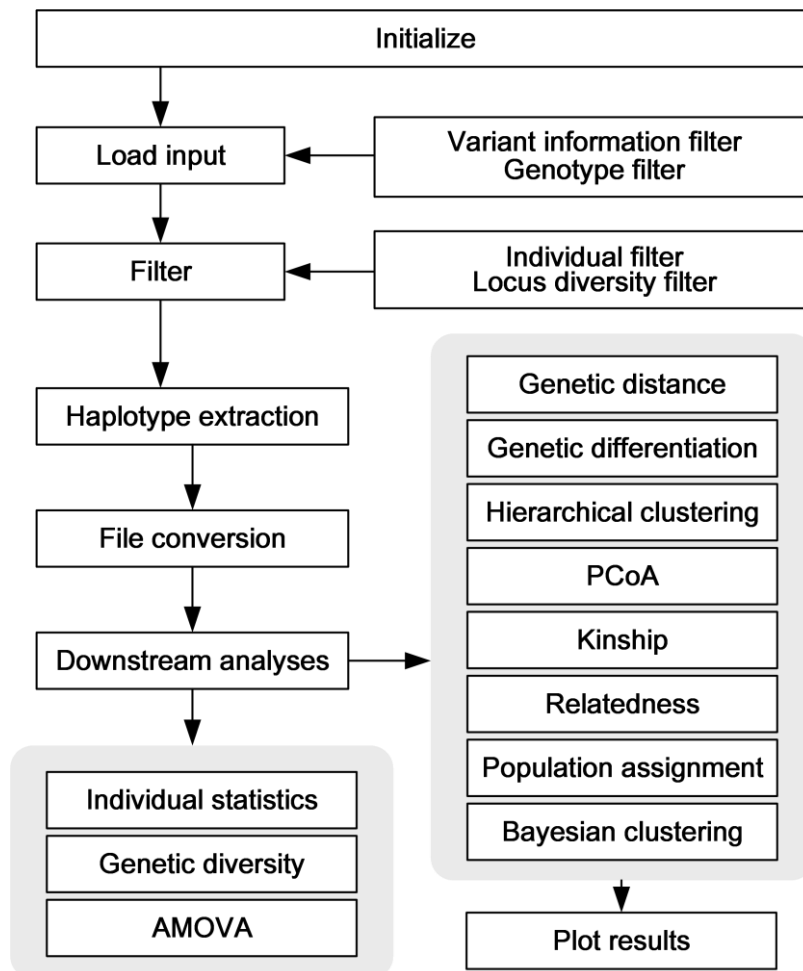 Initialize
Load input
Variant information filter
Genotype filter
Filter
Individual filter
Locus diversity filter
Haplotype extraction
File conversion
Downstream analyses
Individual statistics
Genetic diversity
AMOVA
Genetic distance
Genetic differentiation
Hierarchical clustering
PCoA
Kinship
Relatedness
Population assignment
Bayesian clustering
Plot results